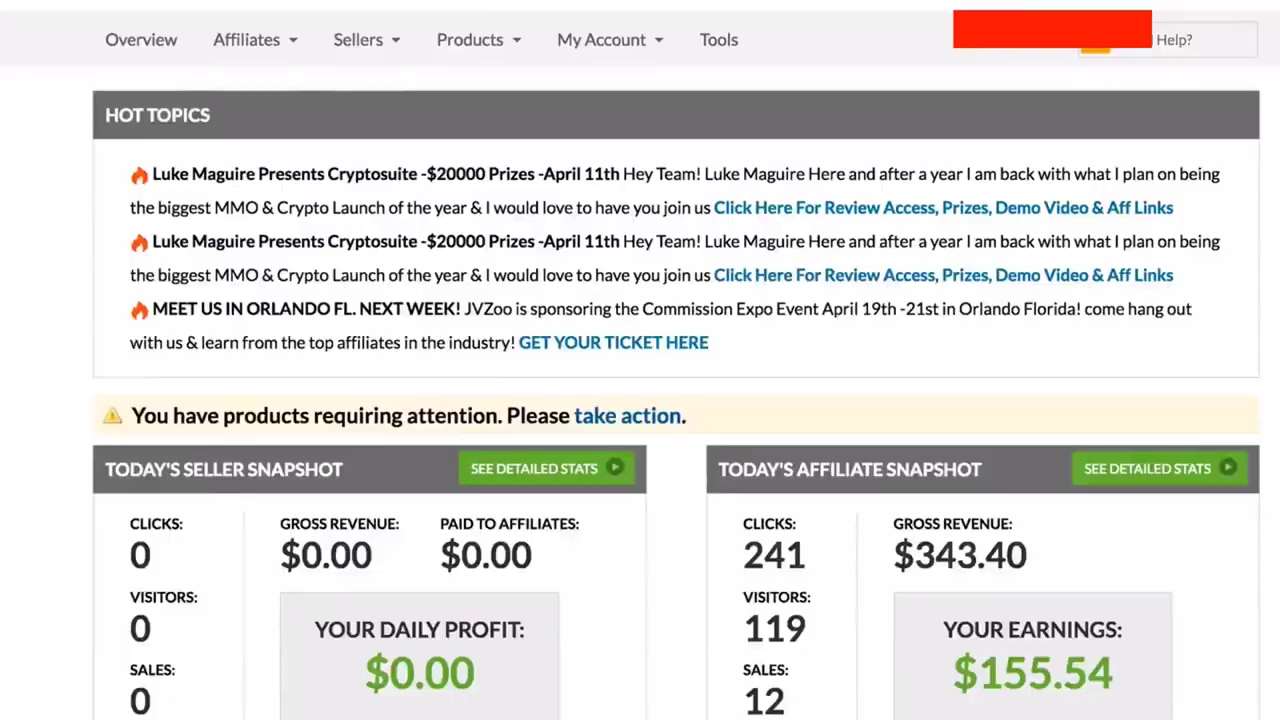 Overview Affiliates Sellers Products My Account Tools Help?
HOT TOPICS
Luke Maguire Presents Cryptosuite -$20000 Prizes -April 11th Hey Team! Luke Maguire Here and after a year I am back with what I plan on being
the biggest MMO & Crypto Launch of the year & I would love to have you join us Click Here For Review Access, Prizes, Demo Video & Aff Links
Luke Maguire Presents Cryptosuite -$20000 Prizes -April 11th Hey Team! Luke Maguire Here and after a year I am back with what I plan on being
the biggest MMO & Crypto Launch of the year & I would love to have you join us Click Here For Review Access, Prizes, Demo Video & Aff Links
MEET US IN ORLANDO FL. NEXT WEEK! JVZoo is sponsoring the Commission Expo Event April 19th -21st in Orlando Florida! come hang out
with us & learn from the top affiliates in the industry! GET YOUR TICKET HERE
You have products requiring attention. Please take action.
TODAY'S SELLER SNAPSHOT SEE DETAILED STATS
CLICKS: GROSS REVENUE: PAID TO AFFILIATES:
0 $0.00 $0.00
VISITORS:
0 YOUR DAILY PROFIT:
SALES: $0.00
0
TODAY'S AFFILIATE SNAPSHOT SEE DETAILED STATS
CLICKS: GROSS REVENUE:
241 $343.40
VISITORS:
119 YOUR EARNINGS:
SALES: $155.54
12